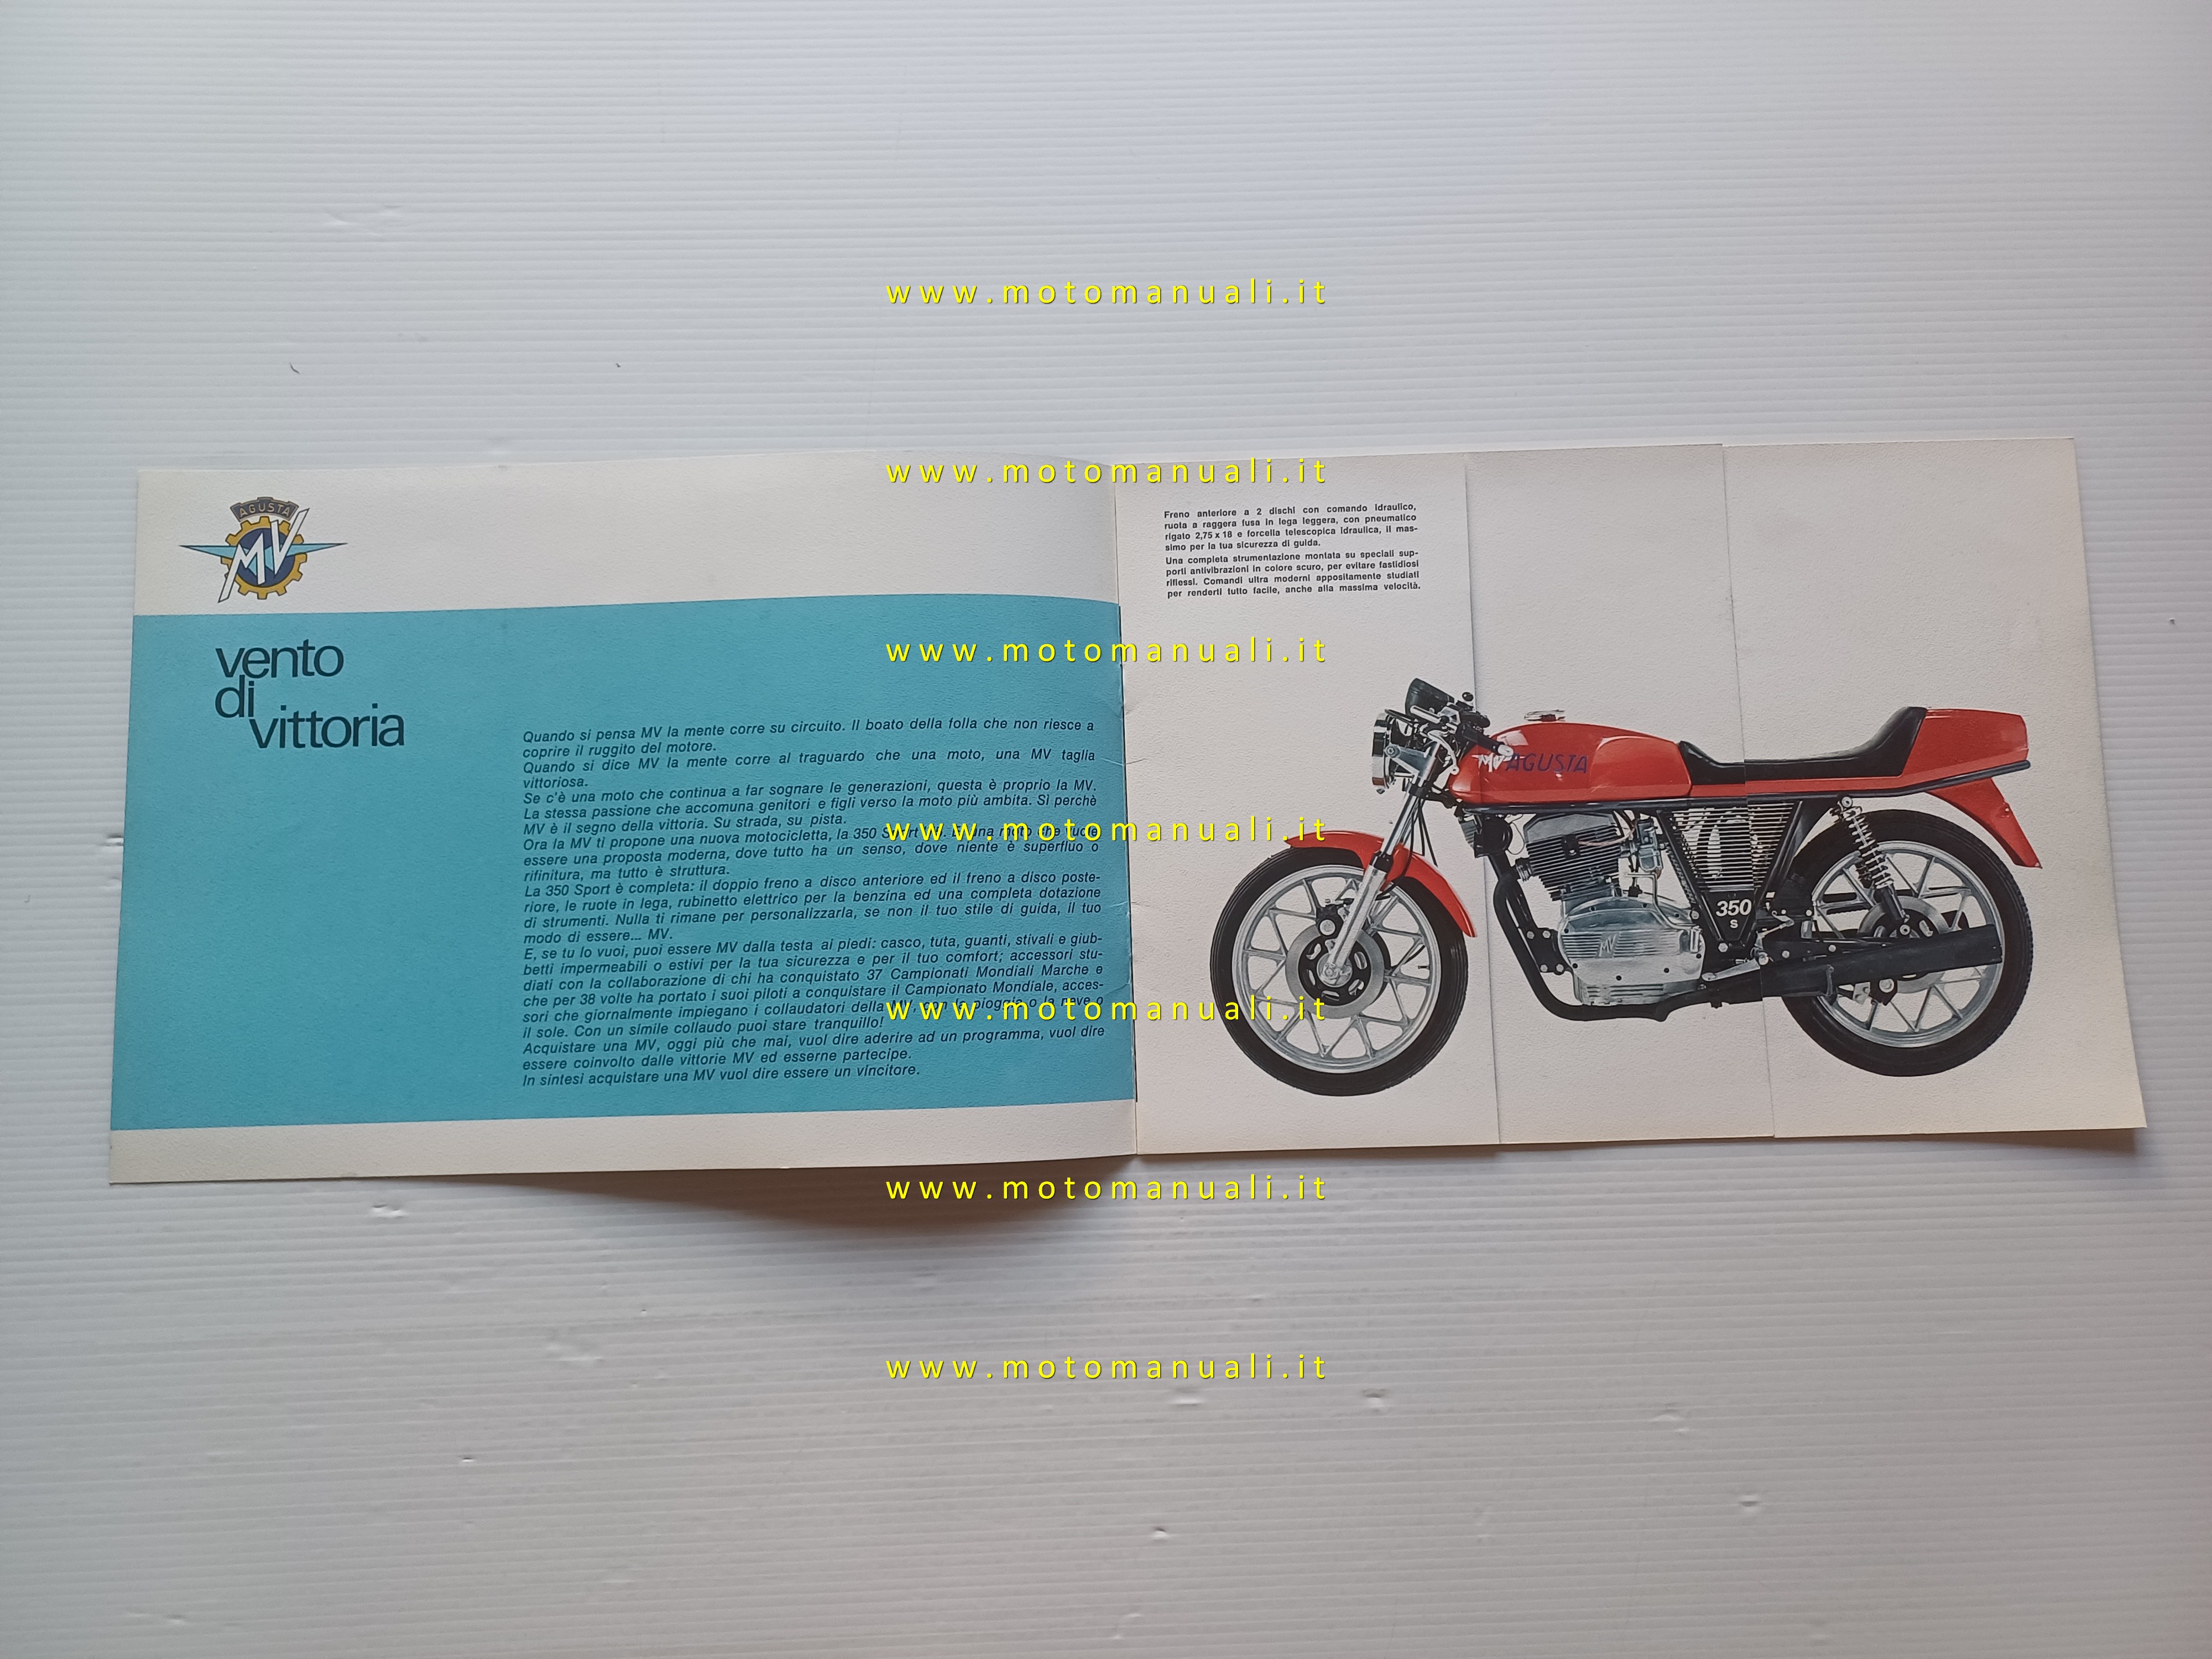 www.motomanuali.it
www.motomanuali.it
AGUSTA
MV
vento
di
vittoria
Quando si pensa MV la mente corre su circuito. Il boato della folla che non riesce a
coprire il ruggito del motore.
Quando si dice MV la mente corre al traguardo che una moto, una MV taglia
vittoriosa.
Se c'è una moto che continua a far sognare le generazioni, questa è proprio la MV.
La stessa passione che accomuna genitori e figli verso la moto più ambita. Sì perchè
MV è il segno della vittoria. Su strada, su pista.
Ora la MV ti propone una nuova motocicletta, la 350 Sport una moto che vuole
essere una proposta moderna, dove tutto ha un senso, dove niente è superfluo o
rifinitura, ma tutto è struttura.
La 350 Sport è completa: il doppio freno a disco anteriore ed il freno a disco poste-
riore, le ruote in lega, rubinetto elettrico per la benzina ed una completa dotazione
di strumenti. Nulla ti rimane per personalizzarla, se non il tuo stile di guida, il tuo
modo di essere... MV.
E, se tu lo vuoi, puoi essere MV dalla testa ai piedi: casco, tuta, guanti, stivali e giub-
betti impermeabili o estivi per la tua sicurezza e per il tuo comfort; accessori stu-
diati con la collaborazione di chi ha conquistato 37 Campionati Mondiali Marche e
che per 38 volte ha portato i suoi piloti a conquistare il Campionato Mondiale, acces-
sori che giornalmente impiegano i collaudatori della MV, con la pioggia o la neve o
il sole. Con un simile collaudo puoi stare tranquillo!
Acquistare una MV, oggi più che mai, vuol dire aderire ad un programma, vuol dire
essere coinvolto dalle vittorie MV ed esserne partecipe.
In sintesi acquistare una MV vuol dire essere un vincitore.
Freno anteriore a 2 dischi con comando idraulico,
ruota a raggera fusa in lega leggera, con pneumatico
rigato 2,75 x 18 e forcella telescopica idraulica, il mas-
simo per la tua sicurezza di guida.
Una completa strumentazione montata su speciali sup-
porti antivibrazioni in colore scuro, per evitare fastidiosi
riflessi. Comandi ultra moderni appositamente studiati
per renderti tutto facile, anche alla massima velocità.
www.motomanuali.it
MV AGUSTA
www.motomanuali.it
350
S
MV
www.motomanuali.it
www.motomanuali.it
www.motomanuali.it